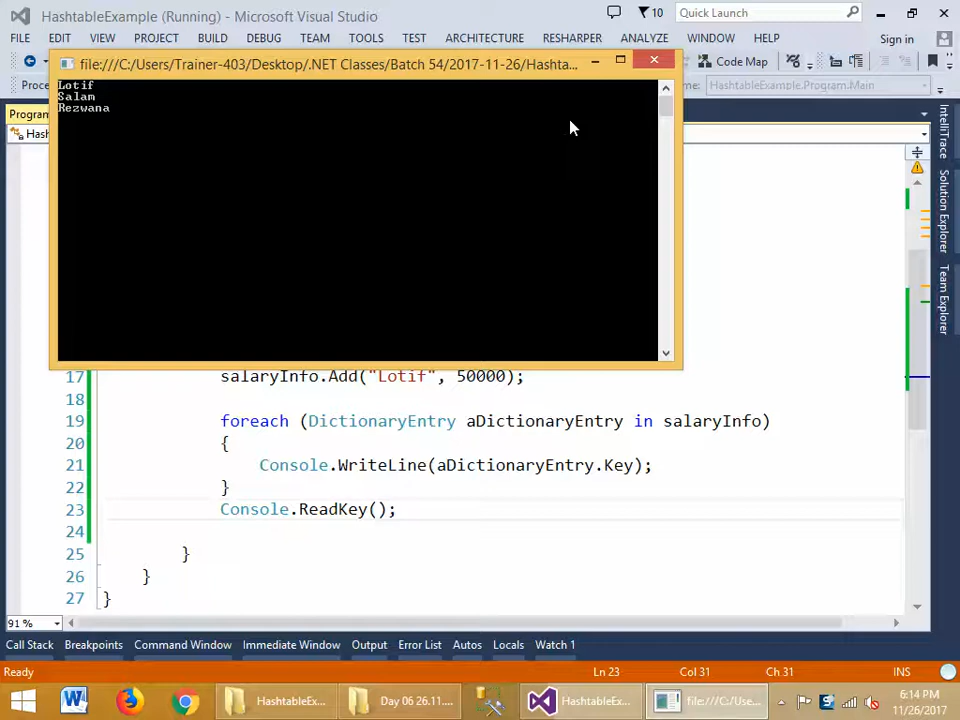 HashtableExample (Running) - Microsoft Visual Studio
10
Quick Launch
FILE EDIT VIEW PROJECT BUILD DEBUG TEAM TOOLS TEST ARCHITECTURE RESHARPER ANALYZE WINDOW HELP
Sign in
file:///C:/Users/Trainer-403/Desktop/.NET Classes/Batch 54/2017-11-26/Hashta...
Code Map
Proce
me: HashtableExample.Program.Main
Program
Hash
Lotif
Salam
Rezwana
IntelliTrace
Solution Explorer
Team Explorer
17 salaryInfo.Add("Lotif", 50000);
18
19 foreach (DictionaryEntry aDictionaryEntry in salaryInfo)
20 {
21 Console.WriteLine(aDictionaryEntry.Key);
22 }
23 Console.ReadKey();
24
25 }
26 }
27 }
91 %
Call Stack Breakpoints Command Window Immediate Window Output Error List Autos Locals Watch 1
Ready Ln 23 Col 31 Ch 31 INS
HashtableEx... Day 06 26.11.... HashtableEx... file:///C:/Use...
6:14 PM
11/26/2017